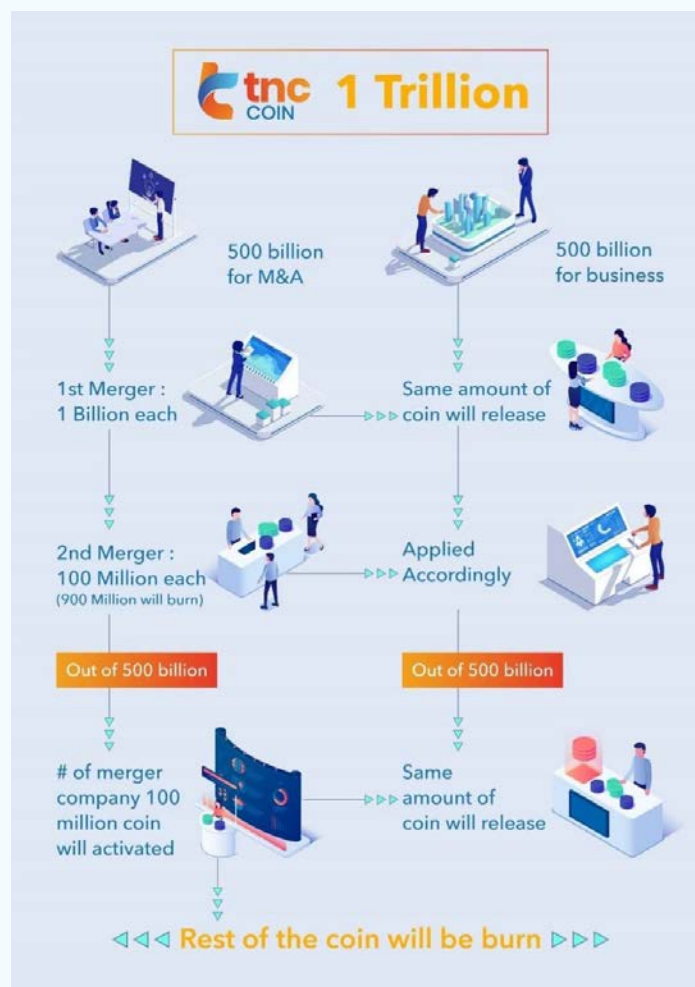 tnc
COIN
1 Trillion
500 billion
for M&A
500 billion
for business
1st Merger :
1 Billion each
Same amount of
coin will release
2nd Merger :
100 Million each
(900 Million will burn)
Applied
Accordingly
Out of 500 billion
Out of 500 billion
# of merger
company 100
million coin
will activated
Same
amount of
coin will release
Rest of the coin will be burn